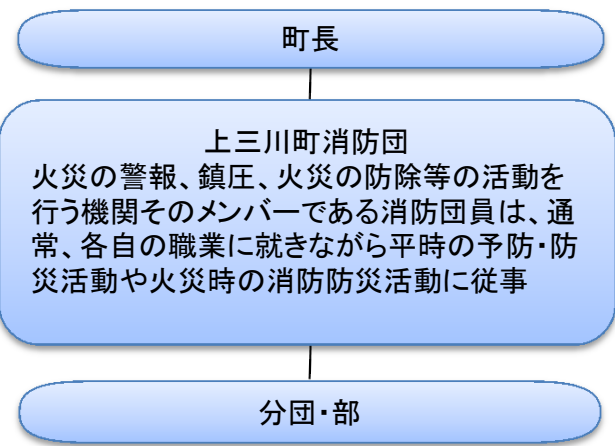 町長
上三川町消防団
火災の警報、鎮圧、火災の防除等の活動を
行う機関そのメンバーである消防団員は、通
常、各自の職業に就きながら平時の予防・防
災活動や火災時の消防防災活動に従事
分団・部